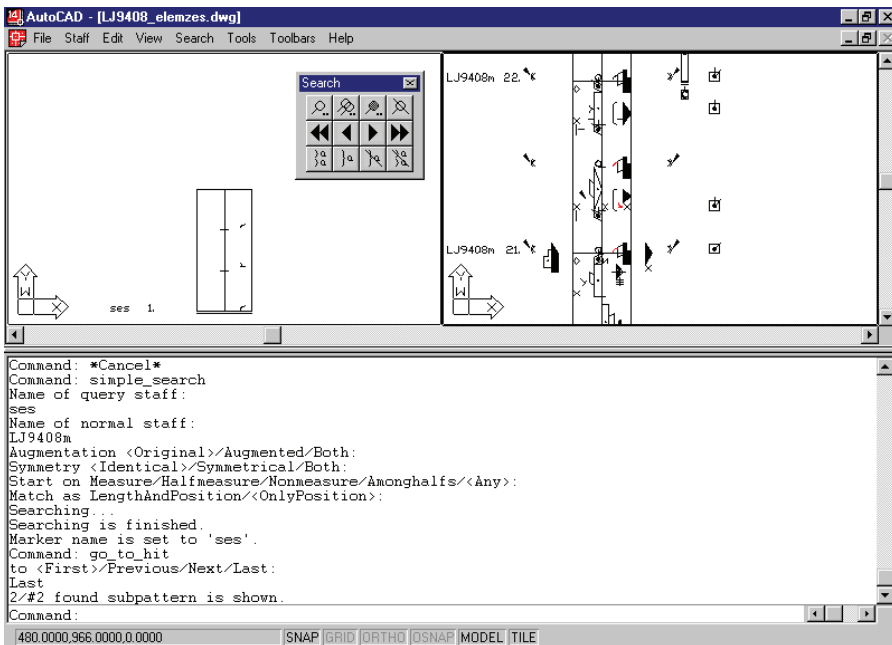 AutoCAD - [LJ9408_elemzes.dwg]
File Staff Edit View Search Tools Toolbars Help
Search
LJ9408m 22.
LJ9408m 21.
W
X
ses 1.
W
X
Command: *Cancel*
Command: simple_search
Name of query staff:
ses
Name of normal staff:
LJ9408m
Augmentation <Original>/Augmented/Both:
Symmetry <Identical>/Symmetrical/Both:
Start on Measure/Halfmeasure/Nonmeasure/Amonghalfs/<Any>:
Match as LengthAndPosition/<OnlyPosition>:
Searching...
Searching is finished.
Marker name is set to 'ses'.
Command: go_to_hit
to <First>/Previous/Next/Last:
Last
2/#2 found subpattern is shown.
Command:
480.0000,966.0000,0.0000 SNAP GRID ORTHO OSNAP MODEL TILE